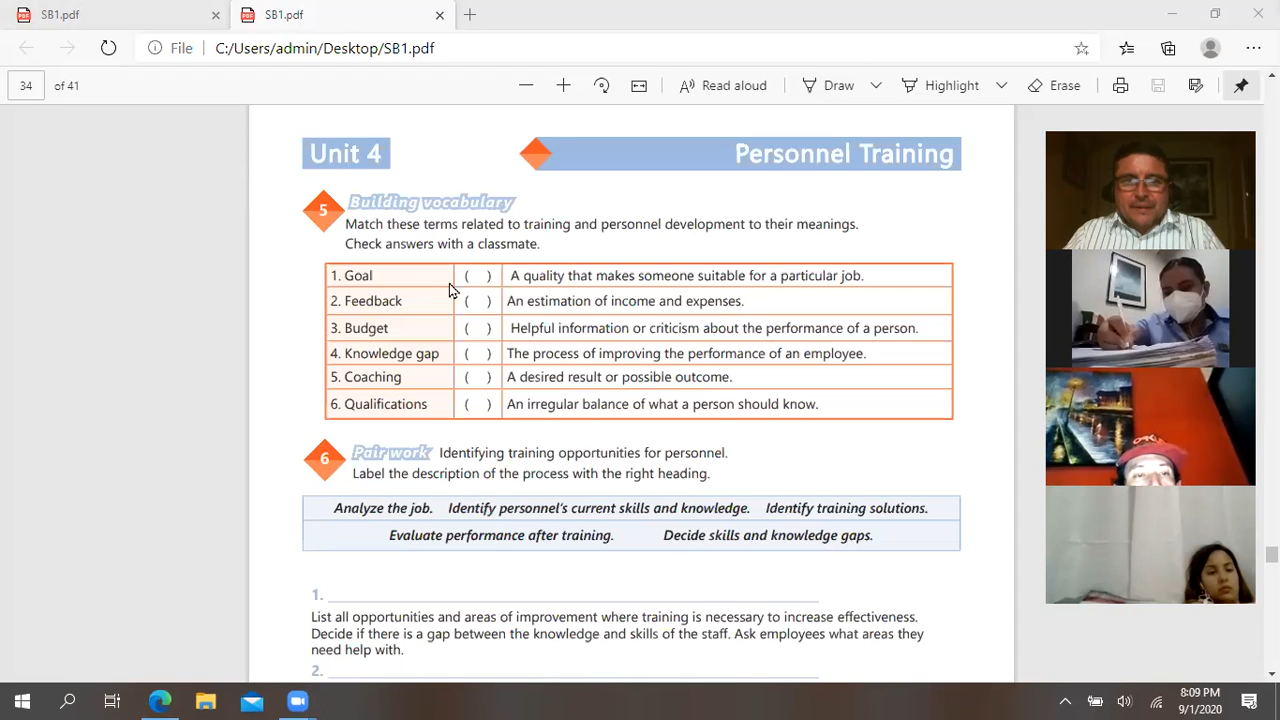 SB1.pdf
SB1.pdf
File
C:/Users/admin/Desktop/SB1.pdf
34
of 41
Read aloud
Draw
Highlight
Erase
Unit 4
Personnel Training
5
Building vocabulary
Match these terms related to training and personnel development to their meanings.
Check answers with a classmate.
1. Goal ( ) A quality that makes someone suitable for a particular job.
2. Feedback ( ) An estimation of income and expenses.
3. Budget ( ) Helpful information or criticism about the performance of a person.
4. Knowledge gap ( ) The process of improving the performance of an employee.
5. Coaching ( ) A desired result or possible outcome.
6. Qualifications ( ) An irregular balance of what a person should know.
6
Pair work Identifying training opportunities for personnel.
Label the description of the process with the right heading.
Analyze the job. Identify personnel's current skills and knowledge. Identify training solutions.
Evaluate performance after training. Decide skills and knowledge gaps.
1.
List all opportunities and areas of improvement where training is necessary to increase effectiveness.
Decide if there is a gap between the knowledge and skills of the staff. Ask employees what areas they
need help with.
2.
8:09 PM
9/1/2020